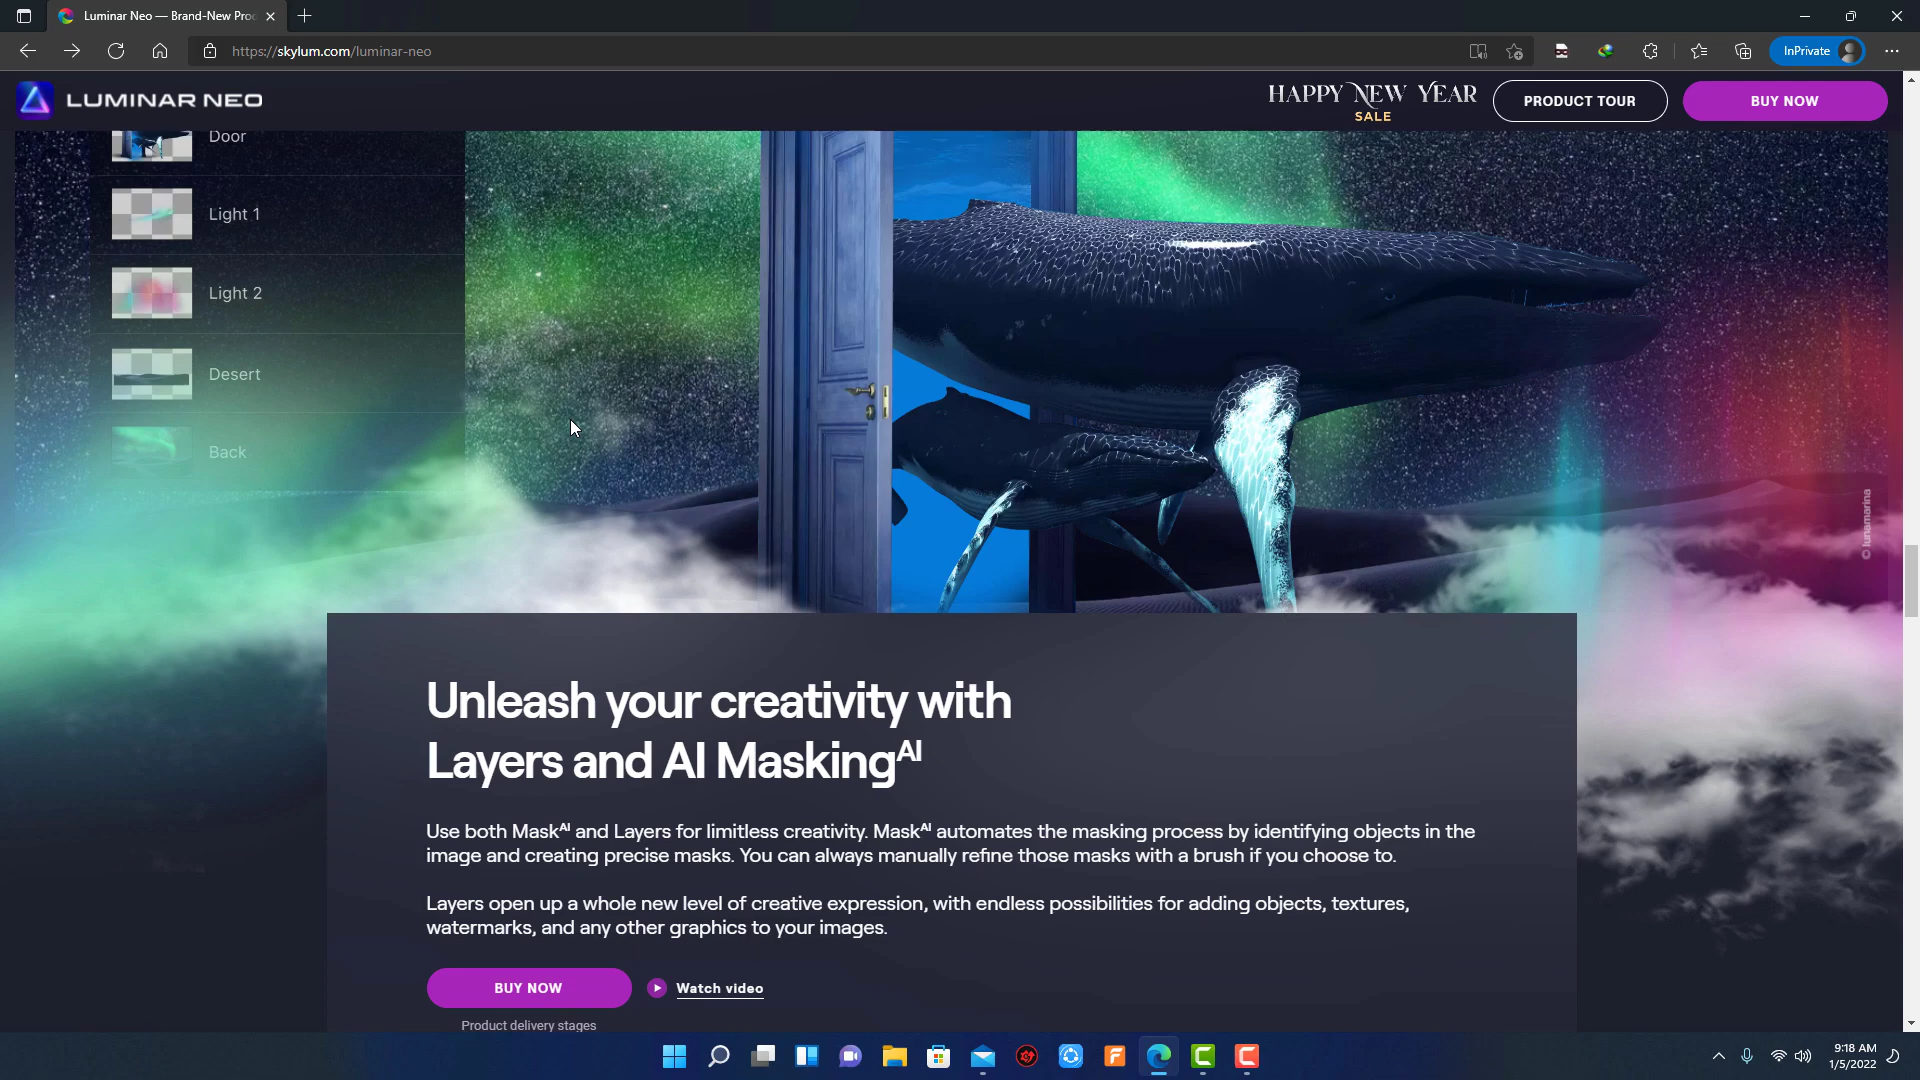 Luminar Neo — Brand-New Pro
https://skylum.com/luminar-neo
InPrivate
LUMINAR NEO
HAPPY NEW YEAR
SALE
PRODUCT TOUR
BUY NOW
Door
Light 1
Light 2
Desert
Back
© lunamarina
Unleash your creativity with
Layers and AI Masking^AI
Use both Mask^AI and Layers for limitless creativity. Mask^AI automates the masking process by identifying objects in the
image and creating precise masks. You can always manually refine those masks with a brush if you choose to.
Layers open up a whole new level of creative expression, with endless possibilities for adding objects, textures,
watermarks, and any other graphics to your images.
BUY NOW
Watch video
Product delivery stages
9:18 AM
1/5/2022